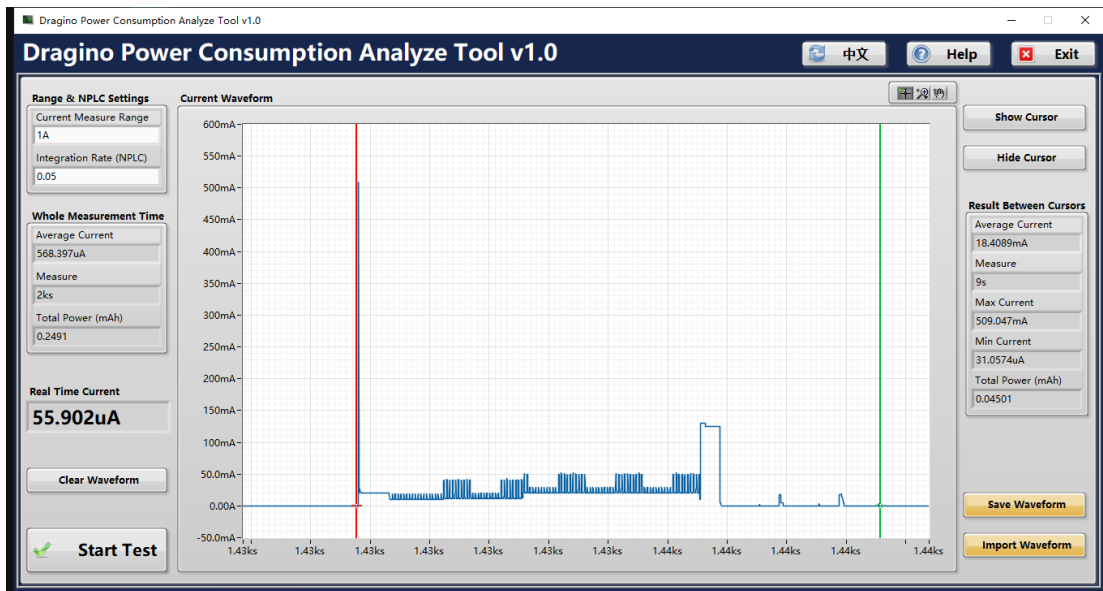 Dragino Power Consumption Analyze Tool v1.0
Dragino Power Consumption Analyze Tool v1.0
中文
Help
Exit
Range & NPLC Settings
Current Measure Range
1A
Integration Rate (NPLC)
0.05
Whole Measurement Time
Average Current
568.397uA
Measure
2ks
Total Power (mAh)
0.2491
Real Time Current
55.902uA
Clear Waveform
Start Test
Current Waveform
600mA
550mA
500mA
450mA
400mA
350mA
300mA
250mA
200mA
150mA
100mA
50.0mA
0.00A
-50.0mA
1.43ks 1.43ks 1.43ks 1.43ks 1.43ks 1.43ks 1.43ks 1.44ks 1.44ks 1.44ks 1.44ks 1.44ks
Show Cursor
Hide Cursor
Result Between Cursors
Average Current
18.4089mA
Measure
9s
Max Current
509.047mA
Min Current
31.0574uA
Total Power (mAh)
0.04501
Save Waveform
Import Waveform